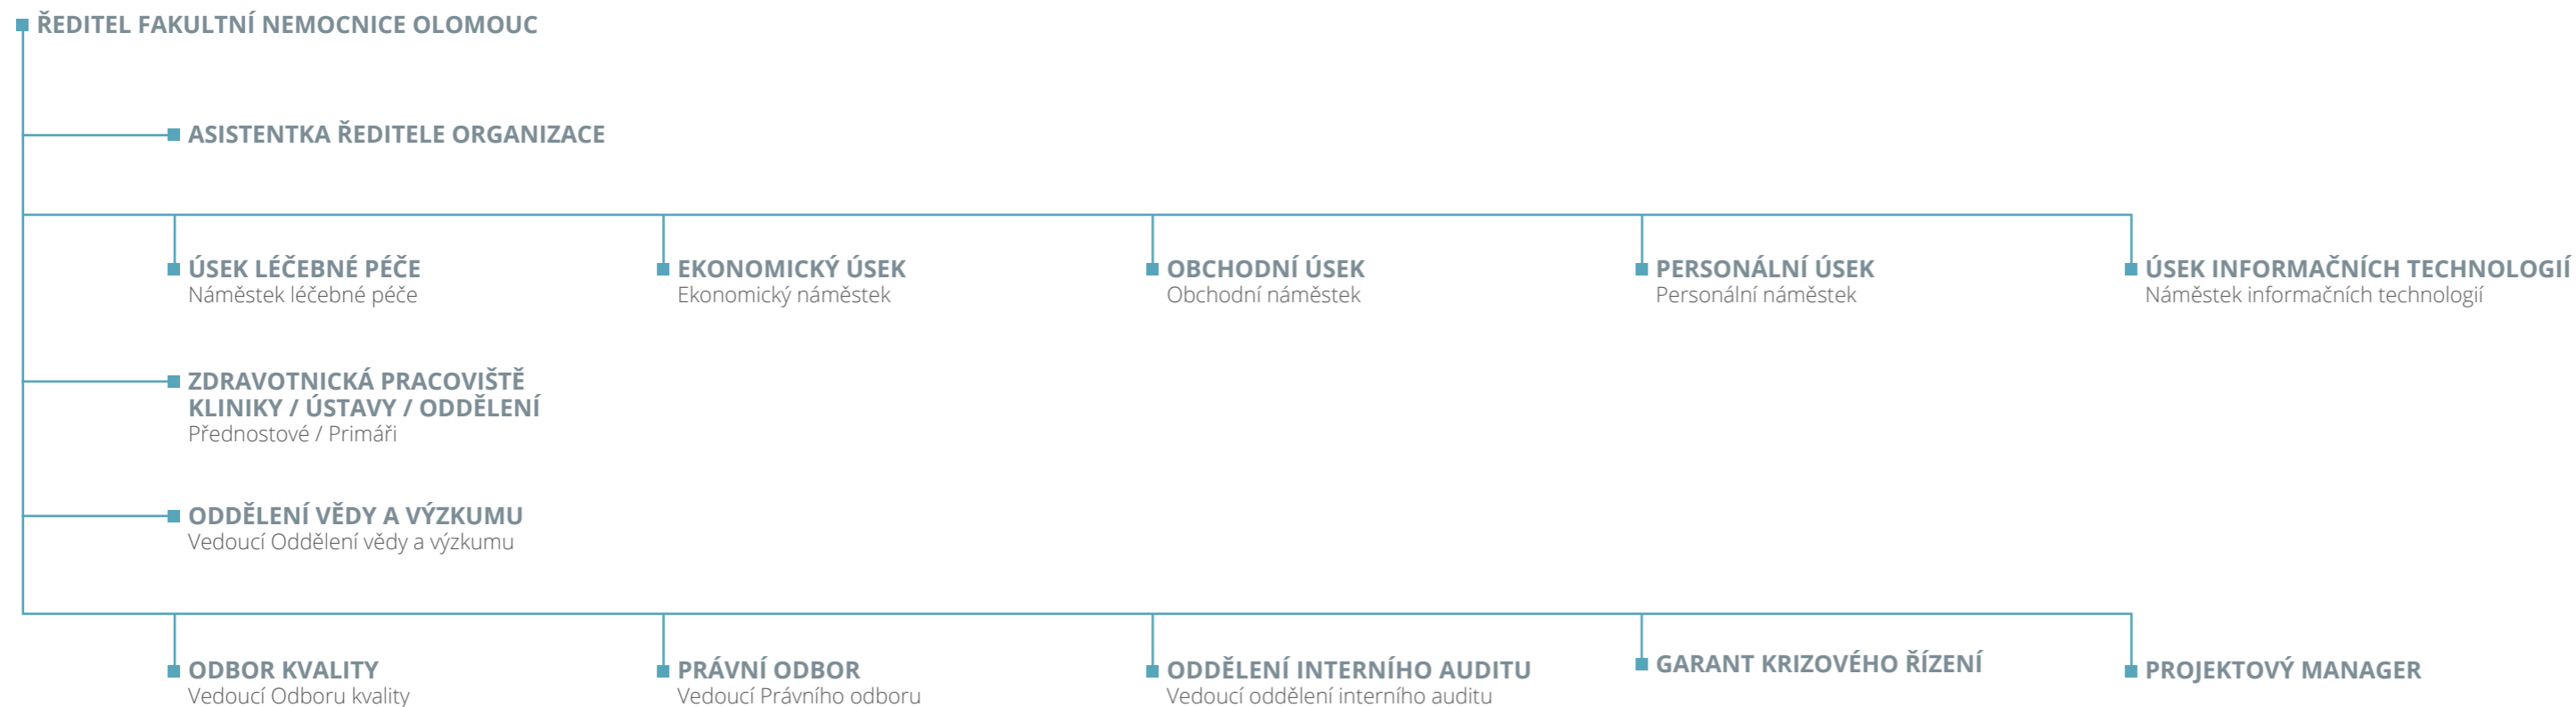 ŘEDITEL FAKULTNÍ NEMOCNICE OLOMOUC
ASISTENTKA ŘEDITELE ORGANIZACE
ÚSEK LÉČEBNÉ PÉČE
Náměstek léčebné péče
EKONOMICKÝ ÚSEK
Ekonomický náměstek
OBCHODNÍ ÚSEK
Obchodní náměstek
PERSONÁLNÍ ÚSEK
Personální náměstek
ÚSEK INFORMAČNÍCH TECHNOLOGIÍ
Náměstek informačních technologií
ZDRAVOTNICKÁ PRACOVIŠTĚ
KLINIKY / ÚSTAVY / ODDĚLENÍ
Přednostové / Primáři
ODDĚLENÍ VĚDY A VÝZKUMU
Vedoucí Oddělení vědy a výzkumu
ODBOR KVALITY
Vedoucí Odboru kvality
PRÁVNÍ ODBOR
Vedoucí Právního odboru
ODDĚLENÍ INTERNÍHO AUDITU
Vedoucí oddělení interního auditu
GARANT KRIZOVÉHO ŘÍZENÍ
PROJEKTOVÝ MANAGER